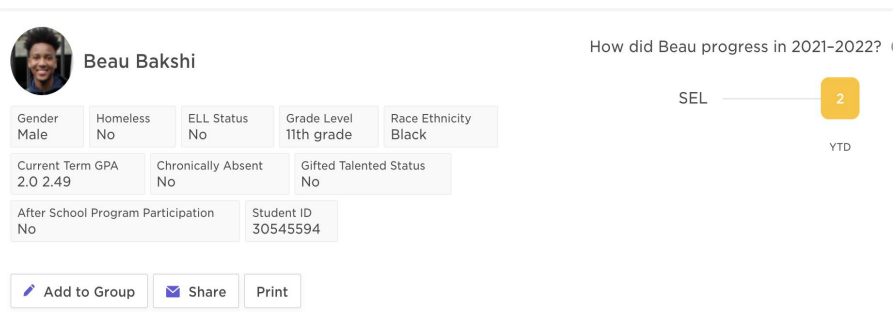 How did Beau progress in 2021–2022?
Beau Bakshi
SEL
2
YTD
Gender
Male
Homeless
No
ELL Status
No
Grade Level
11th grade
Race Ethnicity
Black
Current Term GPA
2.0 2.49
Chronically Absent
No
Gifted Talented Status
No
After School Program Participation
No
Student ID
30545594
Add to Group
Share
Print